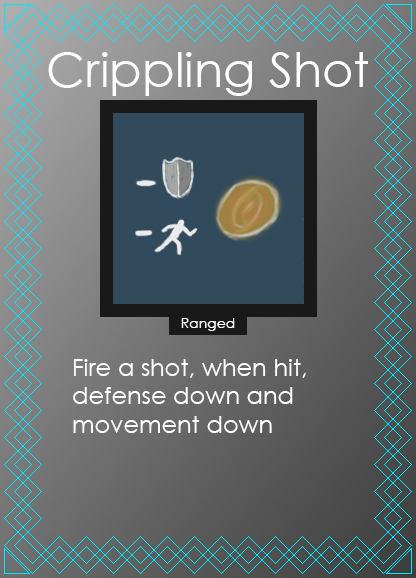 Crippling Shot
Ranged
Fire a shot, when hit,
defense down and
movement down